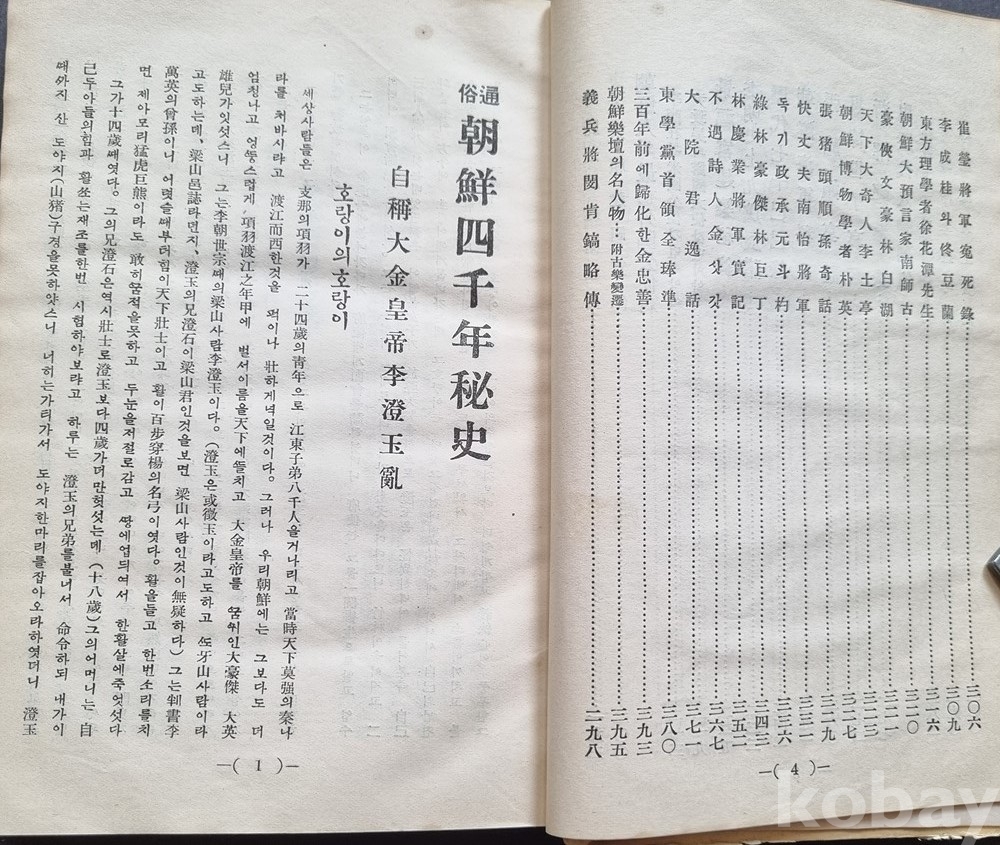 崔瑩將軍冤死錄……三〇六
李成桂斗佟豆蘭……三〇九
東方理學者徐花潭先生……三一六
朝鮮大預言家南師古……三二〇
豪俠文豪林白湖……三二一
天下大奇人李土亭……三二三
朝鮮博物學者朴英……三二七
張猪頭順孫奇話……三二九
快丈夫南怡將軍……三三二
독기政承元斗杓……三三六
綠林豪傑林巨丁……三四三
林慶業將軍實記……三五二
不遇詩人金삿갓……三六七
大院君逸話……三七一
東學黨首領全琫準……三八〇
三百年前에歸化한金忠善……三九三
朝鮮樂壇의名人物…附古樂變遷……三九五
義兵將閔肯鎬略傳……二九八
—( 4 )—
通俗 朝鮮四千年秘史
自稱大金皇帝李澄玉亂
호랑이의호랑이
세상사람들은 支那의項羽가 二十四歲의靑年으로 江東子弟八千人을거나리고 當時天下莫强의秦나
라를 처바시라고 渡江而西한것을 퍽이나 壯하게녁일것이다。그러나 우리朝鮮에는 그보다도 더
엄청나고 엉뚱스럽게 項羽渡江之年甲에 벌서이름을天下에떨치고 大金皇帝를 꿈뀌인大豪傑 大英
雄兒가잇섯스니 그는李朝世宗째의梁山사람李澄玉이다。(澄玉은或徵玉이라고도하고 또牙山사람이라
고도하는데、梁山邑誌라던지、澄玉의兄澄石이梁山君인것을보면 梁山사람인것이無疑하다) 그는判書李
萬英의曾孫이니 어렷슬째부터힘이天下壯士이고 활이百步穿楊의名弓이엿다。활을들고 한번소리를치
면 제아모리猛虎巨熊이라도 敢히꿈적을못하고 두눈을저절로감고 땅에업듸여서 한활살에죽엇섯다
그가十四歲째엿다。그의兄澄石은역시壯士로澄玉보다四歲가더만헛섯는데 (十八歲)그의어머니는 自
己두아들의힘과 활쏘는재조를한번 시험하야보랴고 하루는 澄玉의兄弟를불너서 命令하되 내가이
때까지 산 도야지(山猪)구경을못하얏스니 너희는가티가서 도야지한마리를잡아오라하엿더니 澄玉
—( 1 )—
kobay